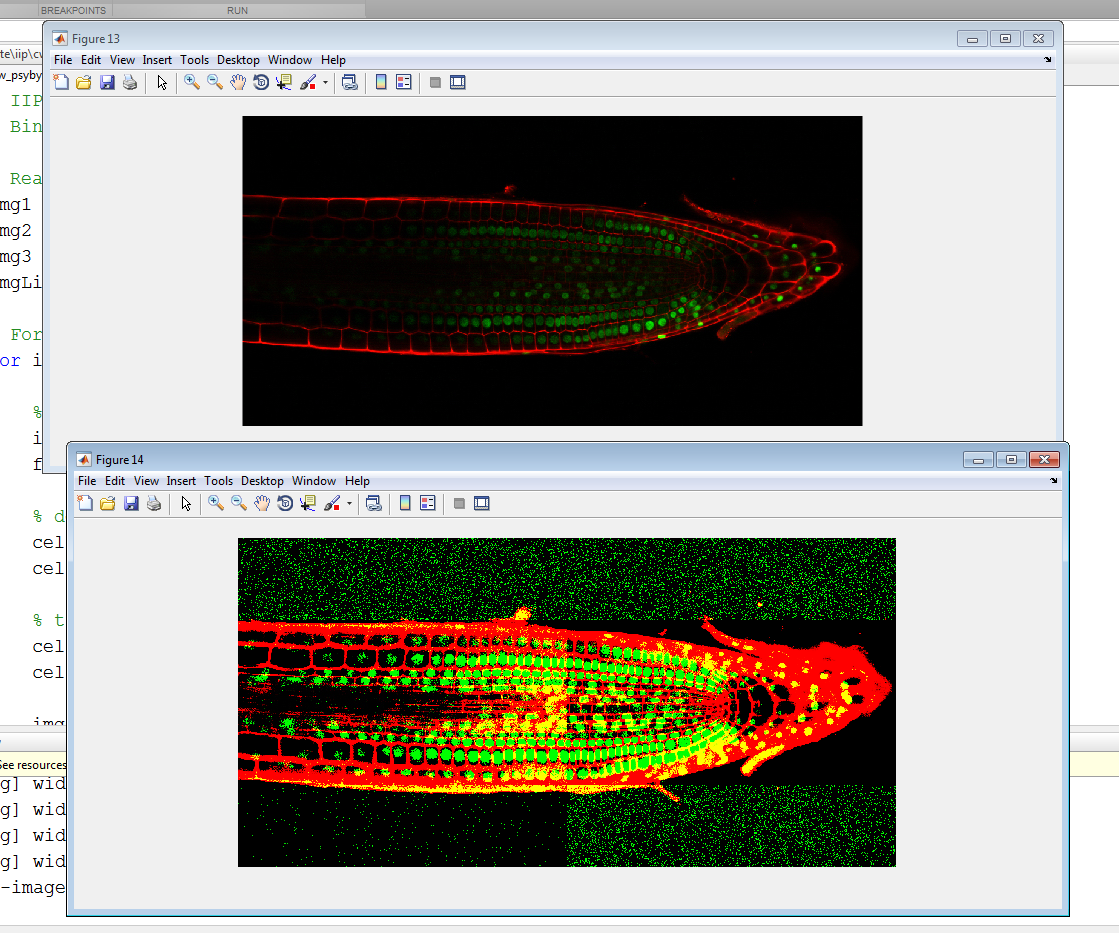 BREAKPOINTS RUN
Figure 13
te\iip\cw
File Edit View Insert Tools Desktop Window Help
w_psyby
IIP
Bin
Rea
mg1
mg2
mg3
mgLi
For
or i
%
i
f
Figure 14
File Edit View Insert Tools Desktop Window Help
% d
cel
cel
% t
cel
cel
img
See resources
g] wid
g] wid
g] wid
g] wid
-image